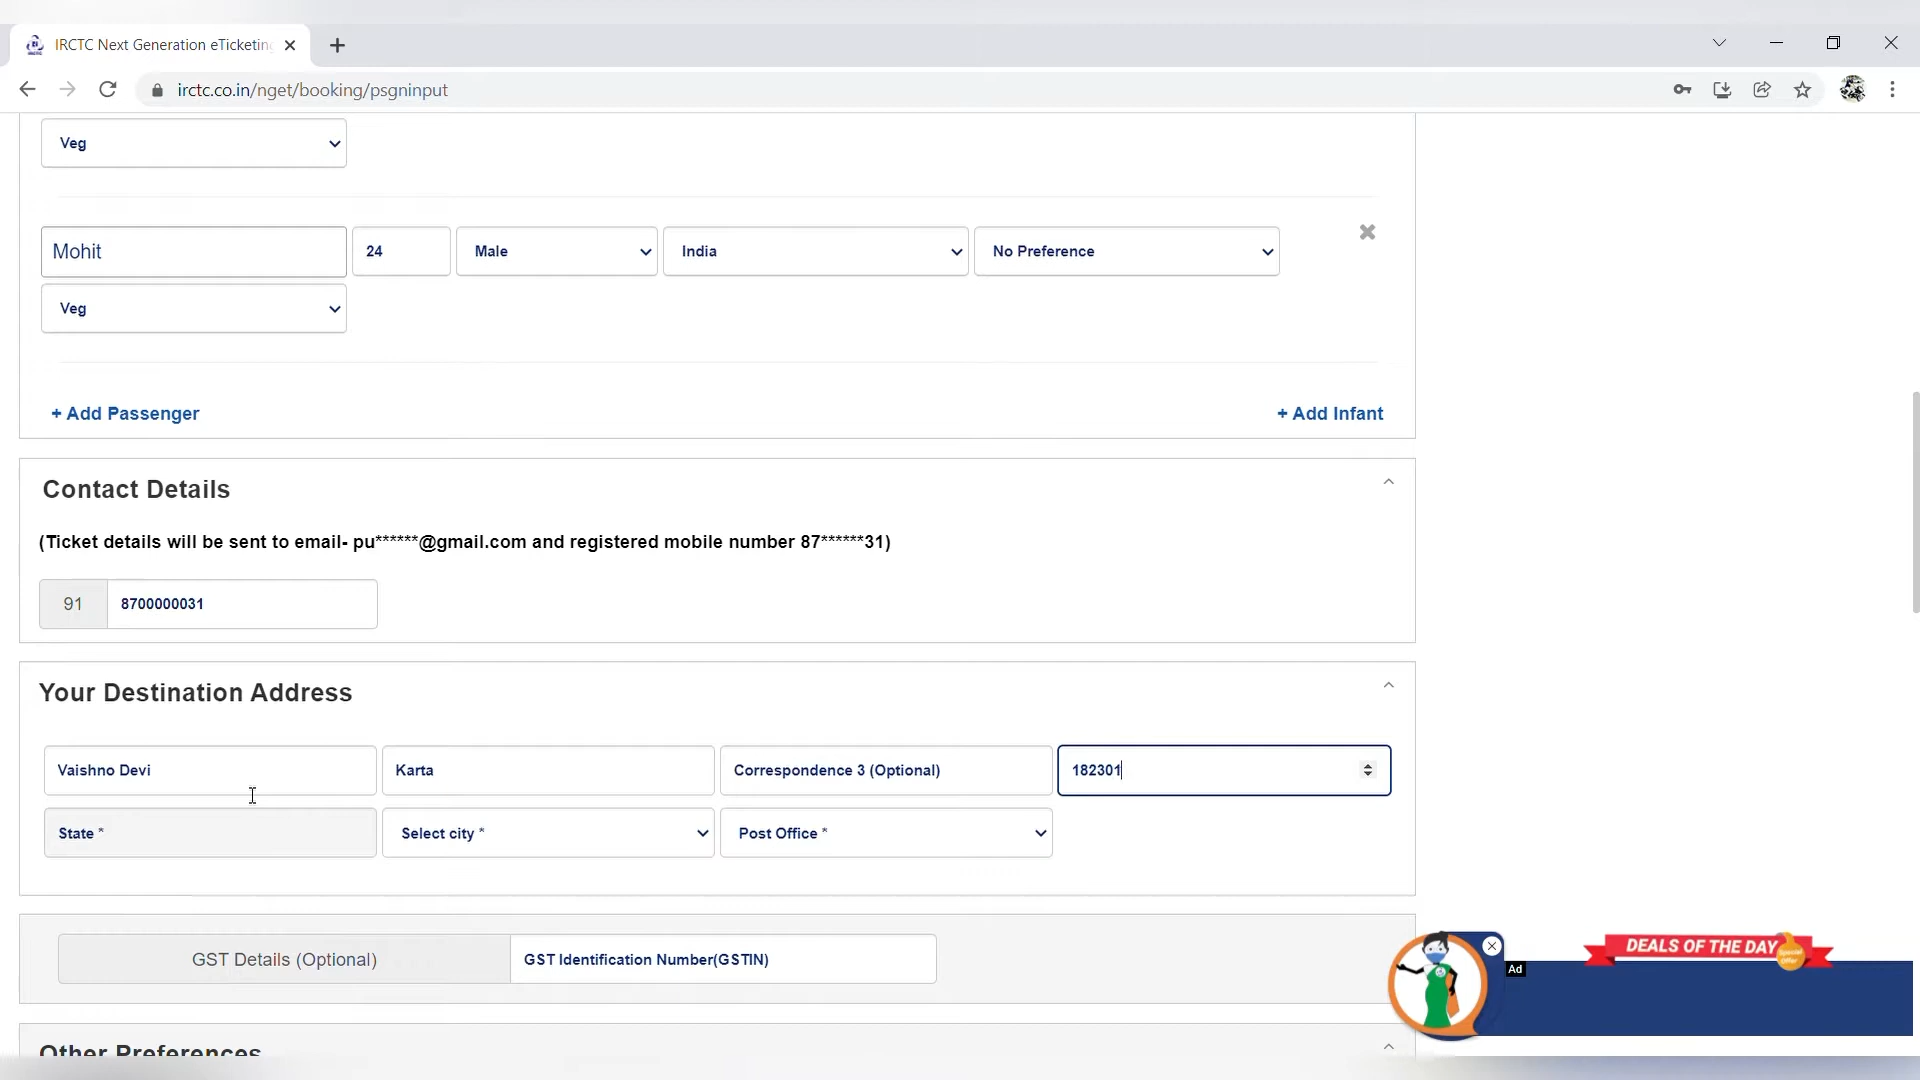 IRCTC Next Generation eTicketing
irctc.co.in/nget/booking/psgninput
Veg
Mohit 24 Male India No Preference
Veg
+ Add Passenger + Add Infant
Contact Details
(Ticket details will be sent to email- pu******@gmail.com and registered mobile number 87******31)
91 8700000031
Your Destination Address
Vaishno Devi Karta Correspondence 3 (Optional) 182301
State * Select city * Post Office *
GST Details (Optional) GST Identification Number(GSTIN)
DEALS OF THE DAY
Special Offer
Ad
Other Preferences